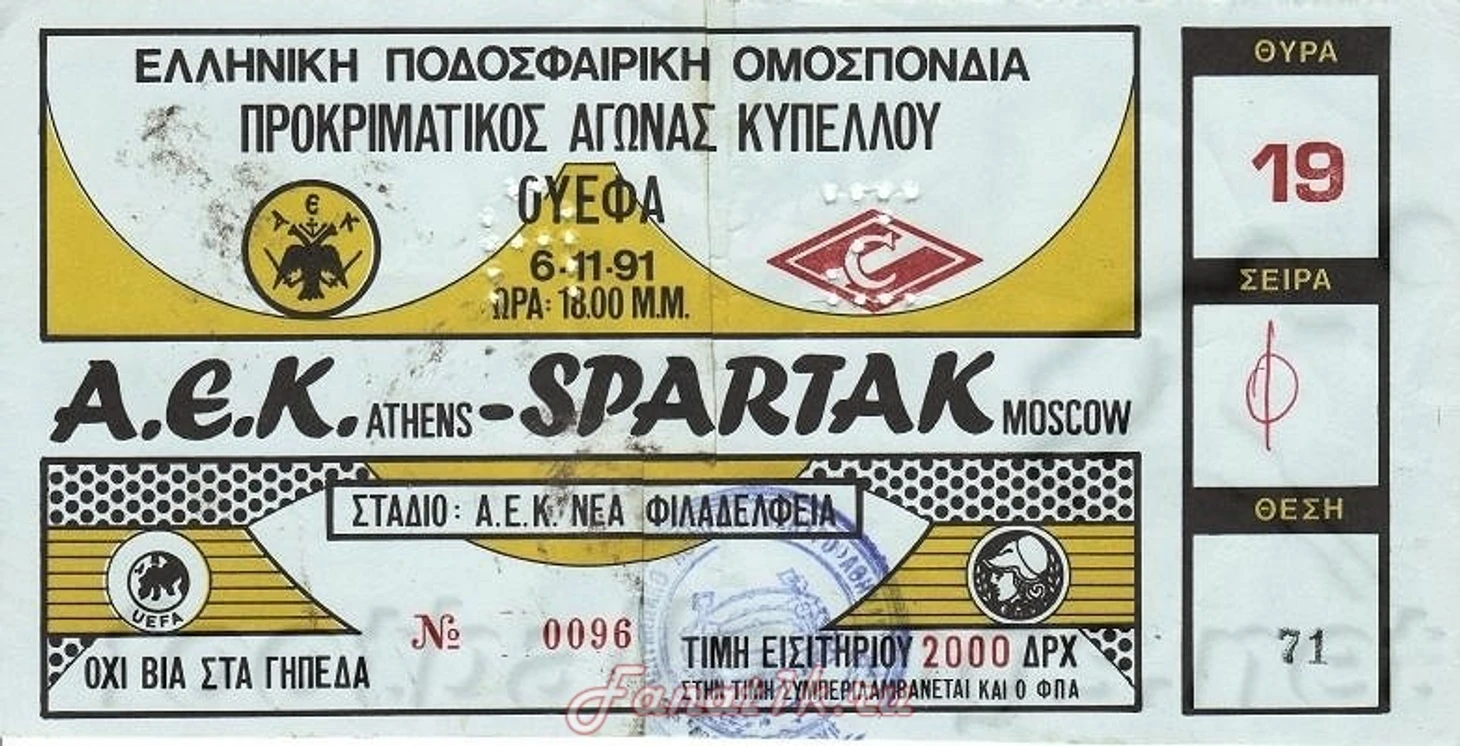 ΕΛΛΗΝΙΚΗ ΠΟΔΟΣΦΑΙΡΙΚΗ ΟΜΟΣΠΟΝΔΙΑ
ΠΡΟΚΡΙΜΑΤΙΚΟΣ ΑΓΩΝΑΣ ΚΥΠΕΛΛΟΥ
ΟΥΕΦΑ
Α Ε Κ
6-11-91
ΩΡΑ: 18.00 Μ.Μ.
C
A.E.K. ATHENS - SPARTAK MOSCOW
ΣΤΑΔΙΟ: Α.Ε.Κ. ΝΕΑ ΦΙΛΑΔΕΛΦΕΙΑ
UEFA
№ 0096
ΟΧΙ ΒΙΑ ΣΤΑ ΓΗΠΕΔΑ
ΤΙΜΗ ΕΙΣΙΤΗΡΙΟΥ 2000 ΔΡΧ
ΣΤΗΝ ΤΙΜΗ ΣΥΜΠΕΡΙΛΑΜΒΑΝΕΤΑΙ ΚΑΙ Ο ΦΠΑ
Fanat1k.ru
ΘΥΡΑ
19
ΣΕΙΡΑ
Φ
ΘΕΣΗ
71